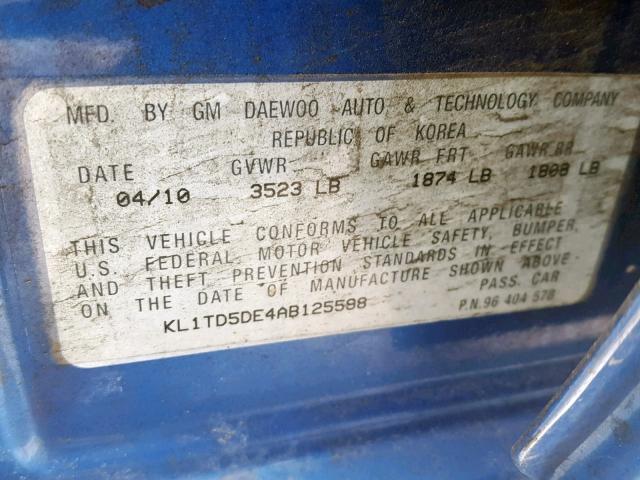 MFD. BY GM DAEWOO AUTO & TECHNOLOGY COMPANY
REPUBLIC OF KOREA
DATE GVWR GAWR FRT GAWR RR
04/10 3523 LB 1874 LB 1808 LB
THIS VEHICLE CONFORMS TO ALL APPLICABLE
U.S. FEDERAL MOTOR VEHICLE SAFETY, BUMPER,
AND THEFT PREVENTION STANDARDS IN EFFECT
ON THE DATE OF MANUFACTURE SHOWN ABOVE
PASS. CAR
KL1TD5DE4AB125598
P.N.96 404 578